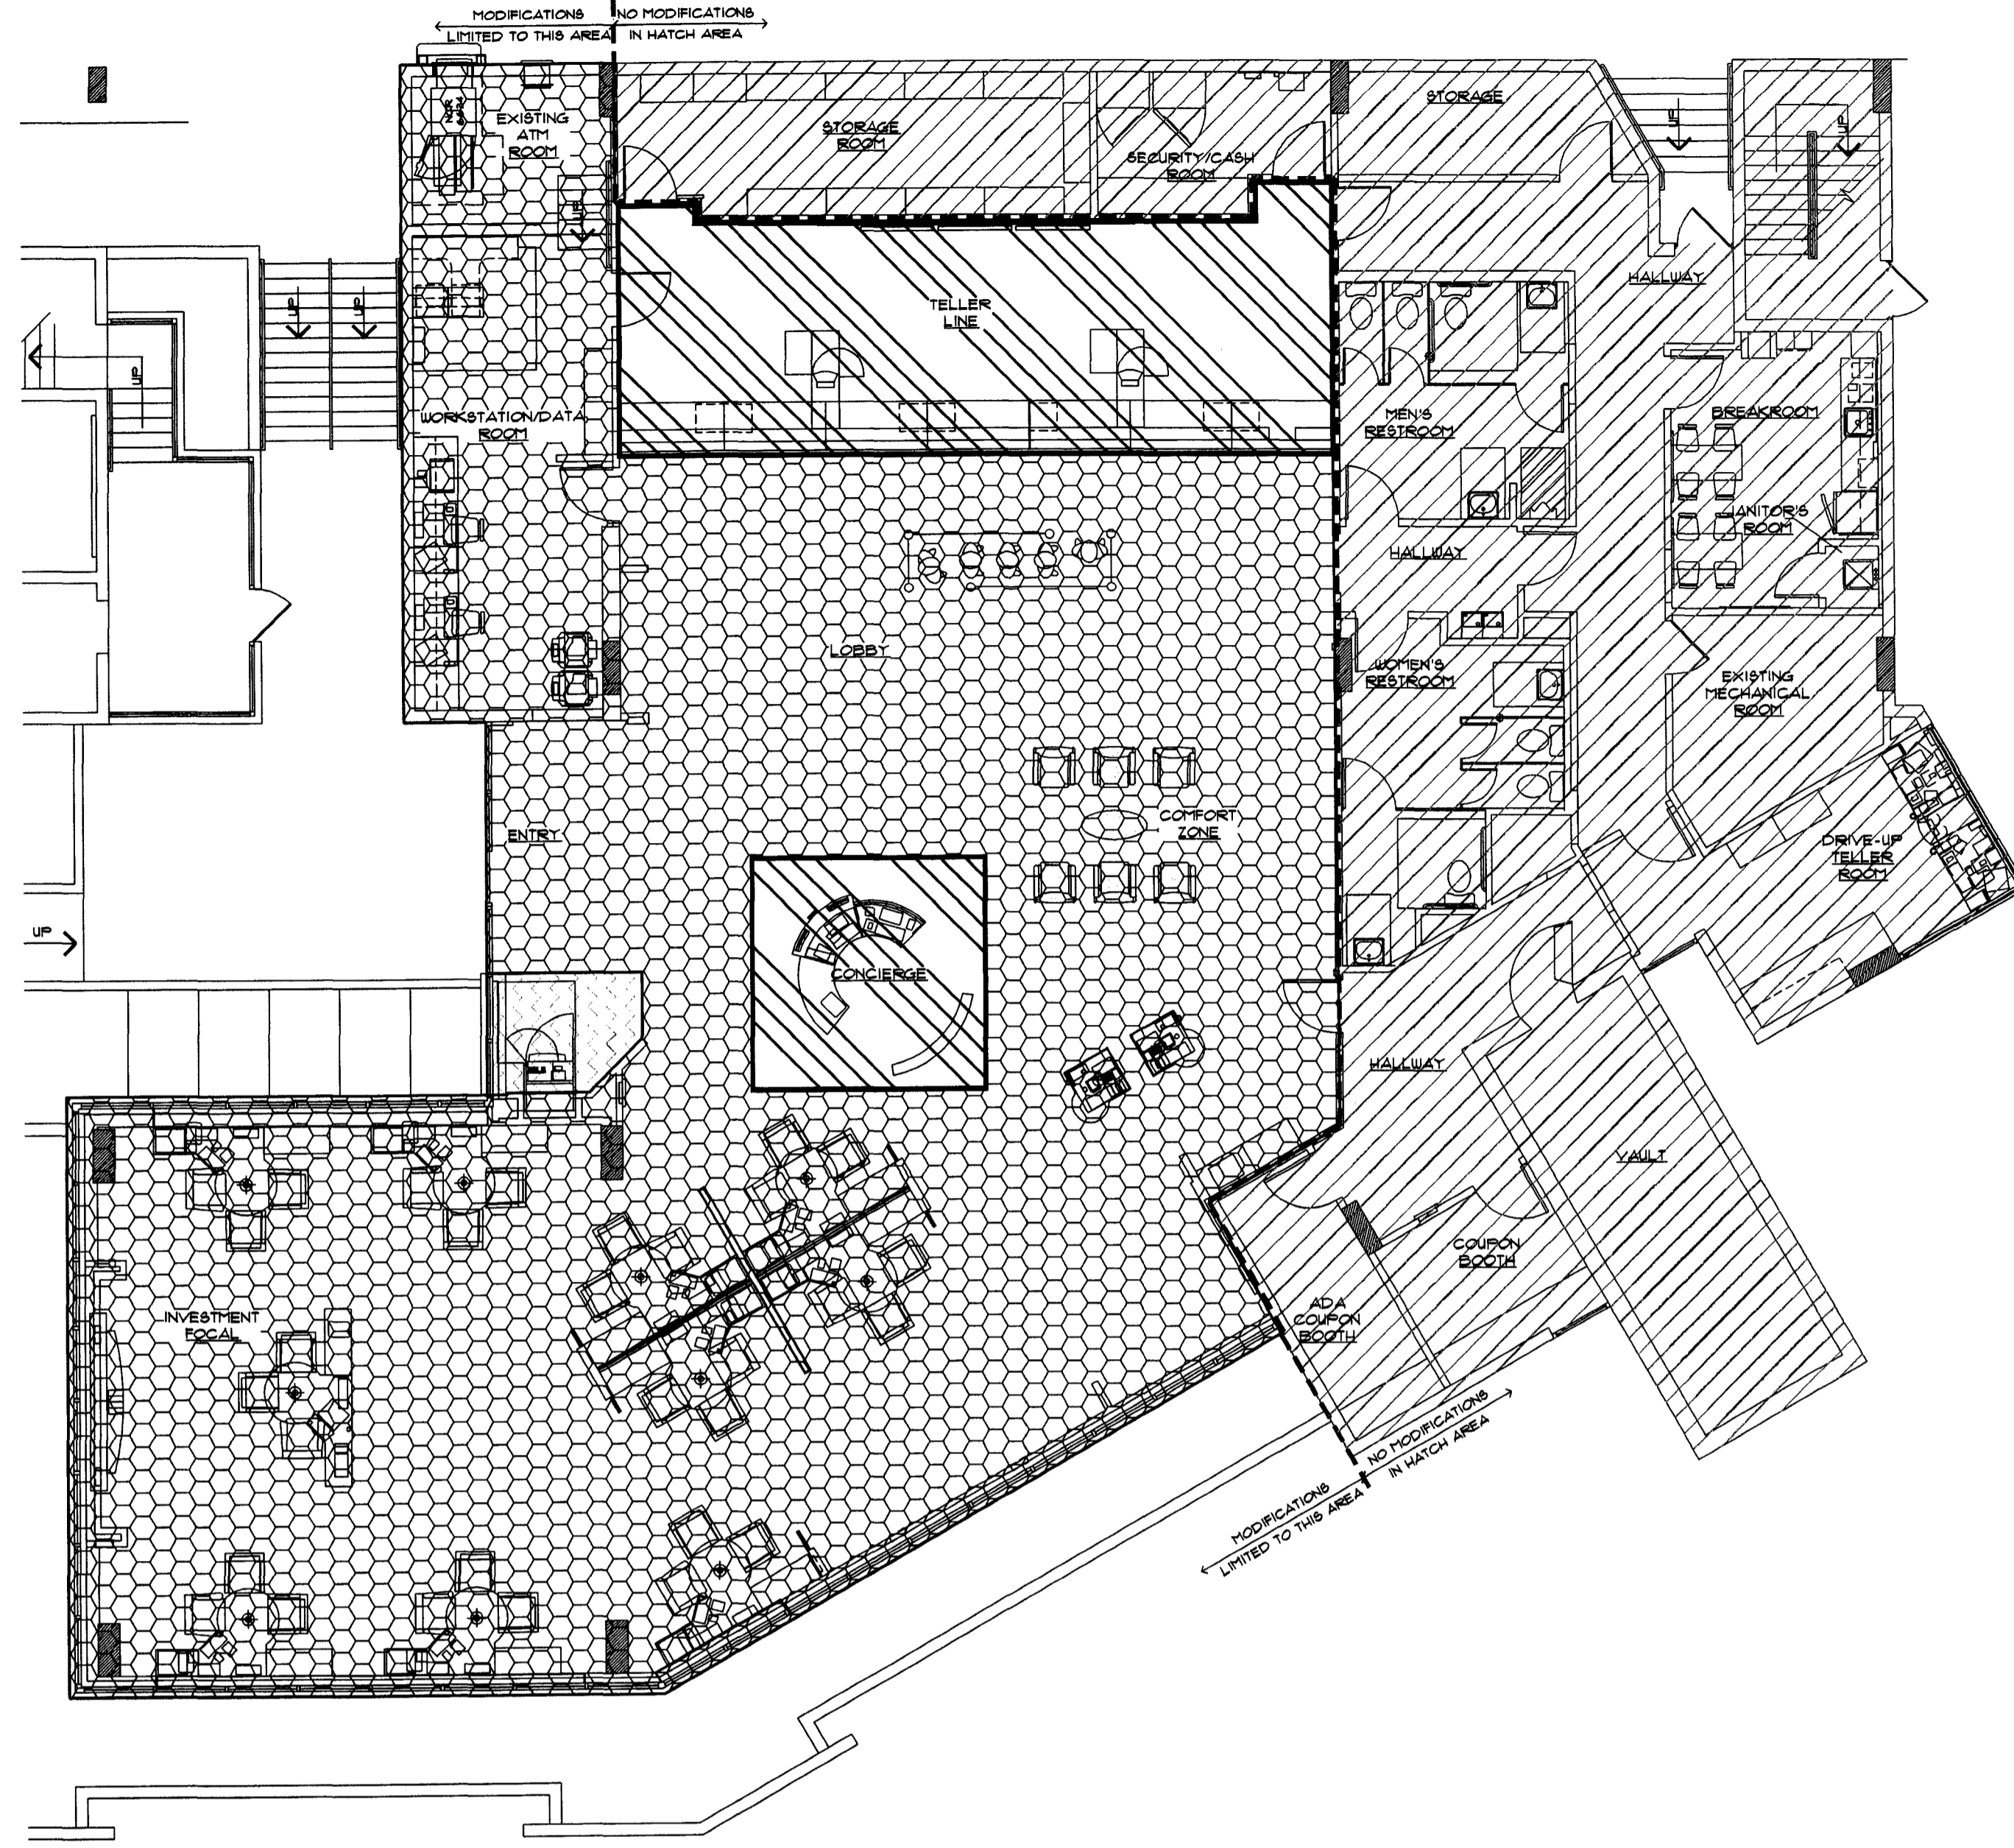 MODIFICATIONS
LIMITED TO THIS AREA
NO MODIFICATIONS
IN HATCH AREA
EXISTING
ATM
ROOM
NCR
STORAGE
ROOM
SECURITY/CASH
ROOM
STORAGE
UP
UP
UP
HALLWAY
TELLER
LINE
UP
UP
UP
WORKSTATION/DATA
ROOM
MEN'S
RESTROOM
BREAKROOM
JANITOR'S
ROOM
HALLWAY
LOBBY
WOMEN'S
RESTROOM
EXISTING
MECHANICAL
ROOM
ENTRY
COMFORT
ZONE
DRIVE-UP
TELLER
ROOM
UP
CONCIERGE
HALLWAY
VAULT
COUPON
BOOTH
INVESTMENT
FOCAL
ADA
COUPON
BOOTH
NO MODIFICATIONS
IN HATCH AREA
MODIFICATIONS
LIMITED TO THIS AREA